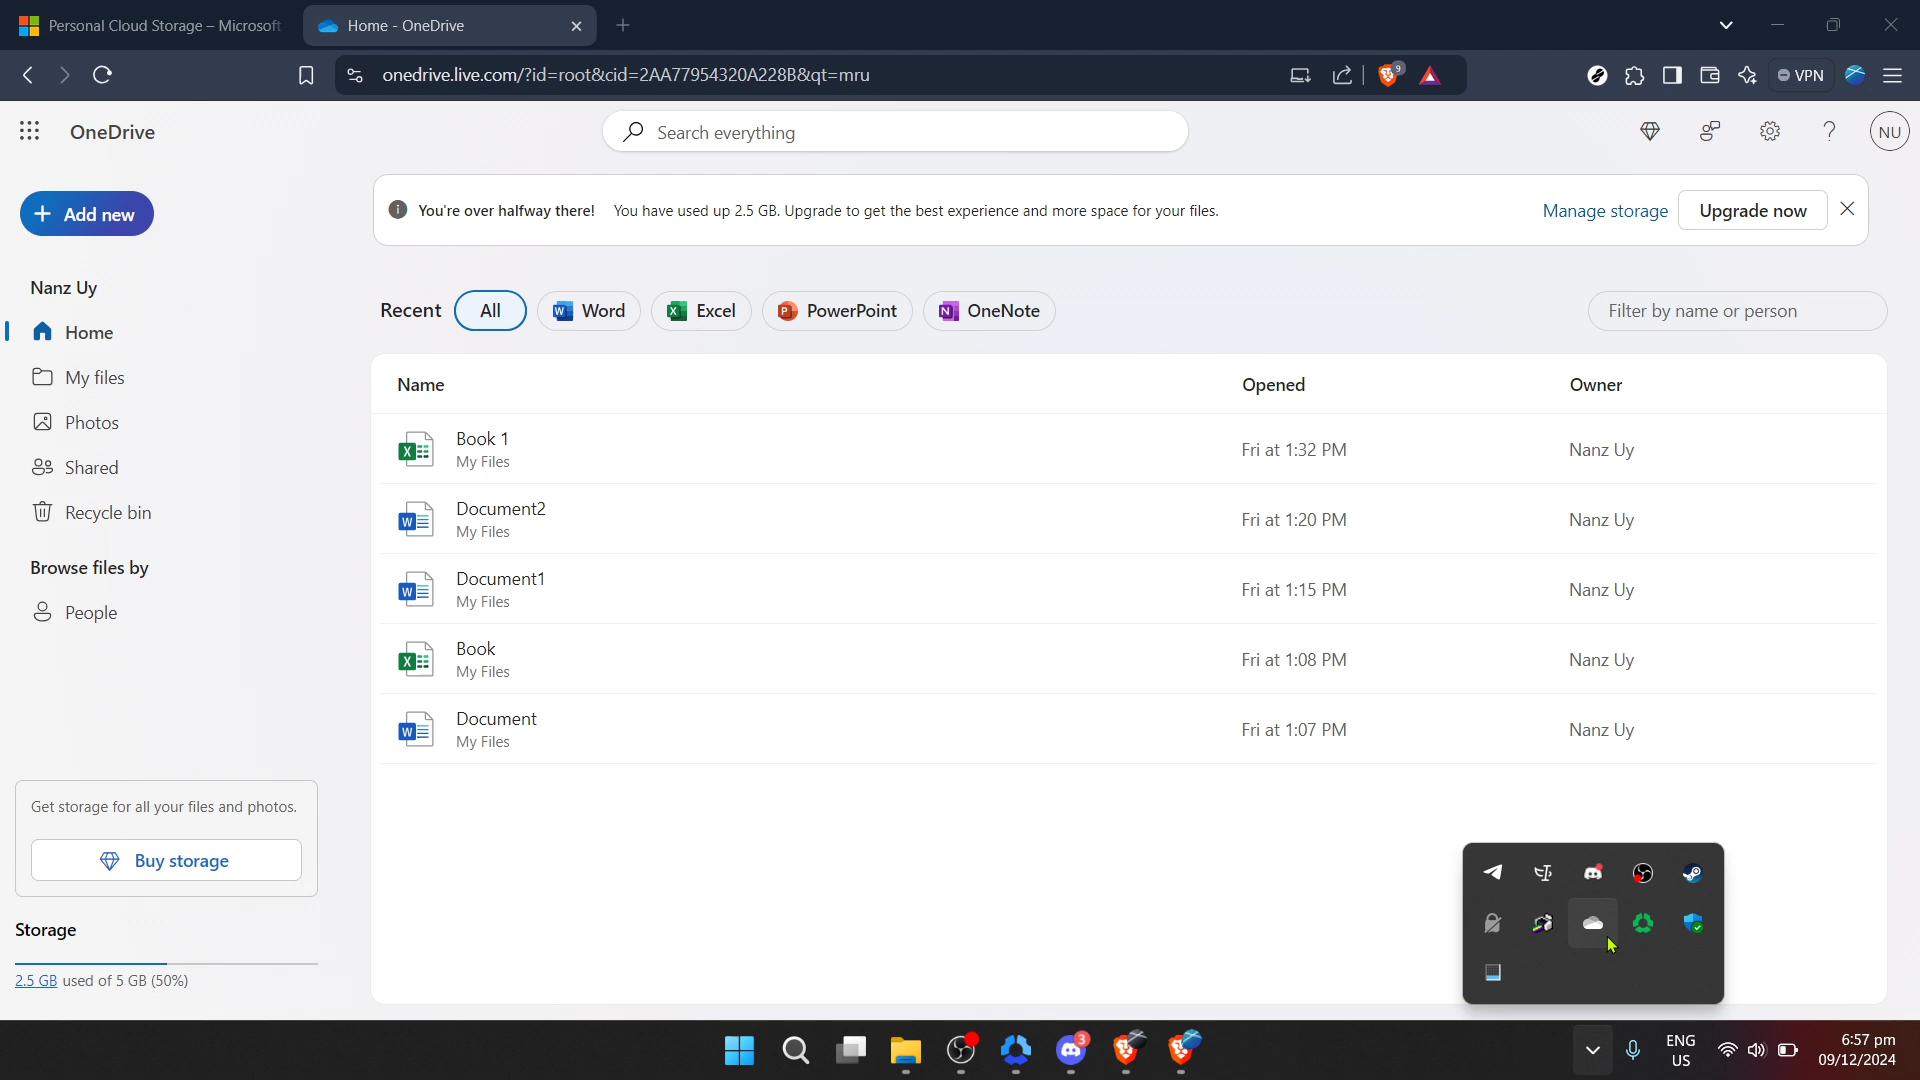 Personal Cloud Storage – Microsoft
Home - OneDrive
onedrive.live.com/?id=root&cid=2AA77954320A228B&qt=mru
9
VPN
OneDrive
Search everything
NU
Add new
You're over halfway there! You have used up 2.5 GB. Upgrade to get the best experience and more space for your files.
Manage storage
Upgrade now
Nanz Uy
Home
My files
Photos
Shared
Recycle bin
Browse files by
People
Recent
All
Word
Excel
PowerPoint
OneNote
Filter by name or person
Name
Opened
Owner
Book 1
My Files
Fri at 1:32 PM
Nanz Uy
Document2
My Files
Fri at 1:20 PM
Nanz Uy
Document1
My Files
Fri at 1:15 PM
Nanz Uy
Book
My Files
Fri at 1:08 PM
Nanz Uy
Document
My Files
Fri at 1:07 PM
Nanz Uy
Get storage for all your files and photos.
Buy storage
Storage
2.5 GB used of 5 GB (50%)
3
ENG
US
6:57 pm
09/12/2024